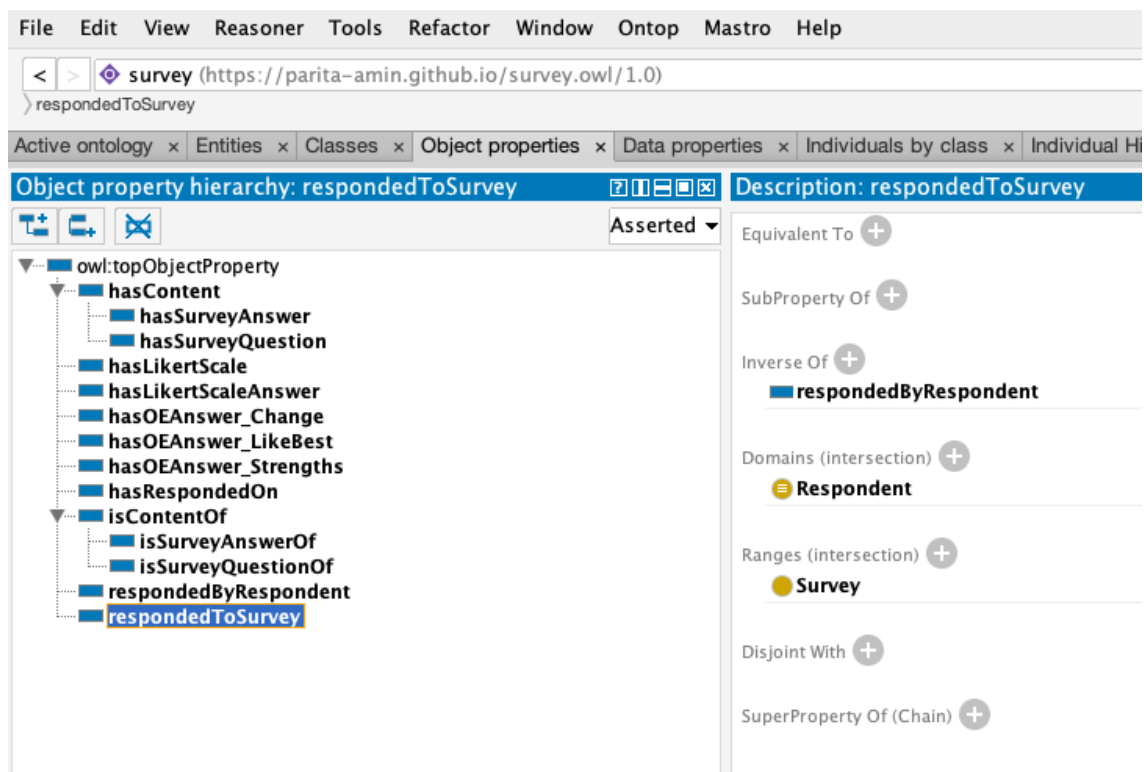 File Edit View Reasoner Tools Refactor Window Ontop Mastro Help
< > survey (https://parita-amin.github.io/survey.owl/1.0)
respondedToSurvey
Active ontology × Entities × Classes × Object properties × Data properties × Individuals by class × Individual Hi
Object property hierarchy: respondedToSurvey
Asserted
owl:topObjectProperty
hasContent
hasSurveyAnswer
hasSurveyQuestion
hasLikertScale
hasLikertScaleAnswer
hasOEAnswer_Change
hasOEAnswer_LikeBest
hasOEAnswer_Strengths
hasRespondedOn
isContentOf
isSurveyAnswerOf
isSurveyQuestionOf
respondedByRespondent
respondedToSurvey
Description: respondedToSurvey
Equivalent To
SubProperty Of
Inverse Of
respondedByRespondent
Domains (intersection)
Respondent
Ranges (intersection)
Survey
Disjoint With
SuperProperty Of (Chain)